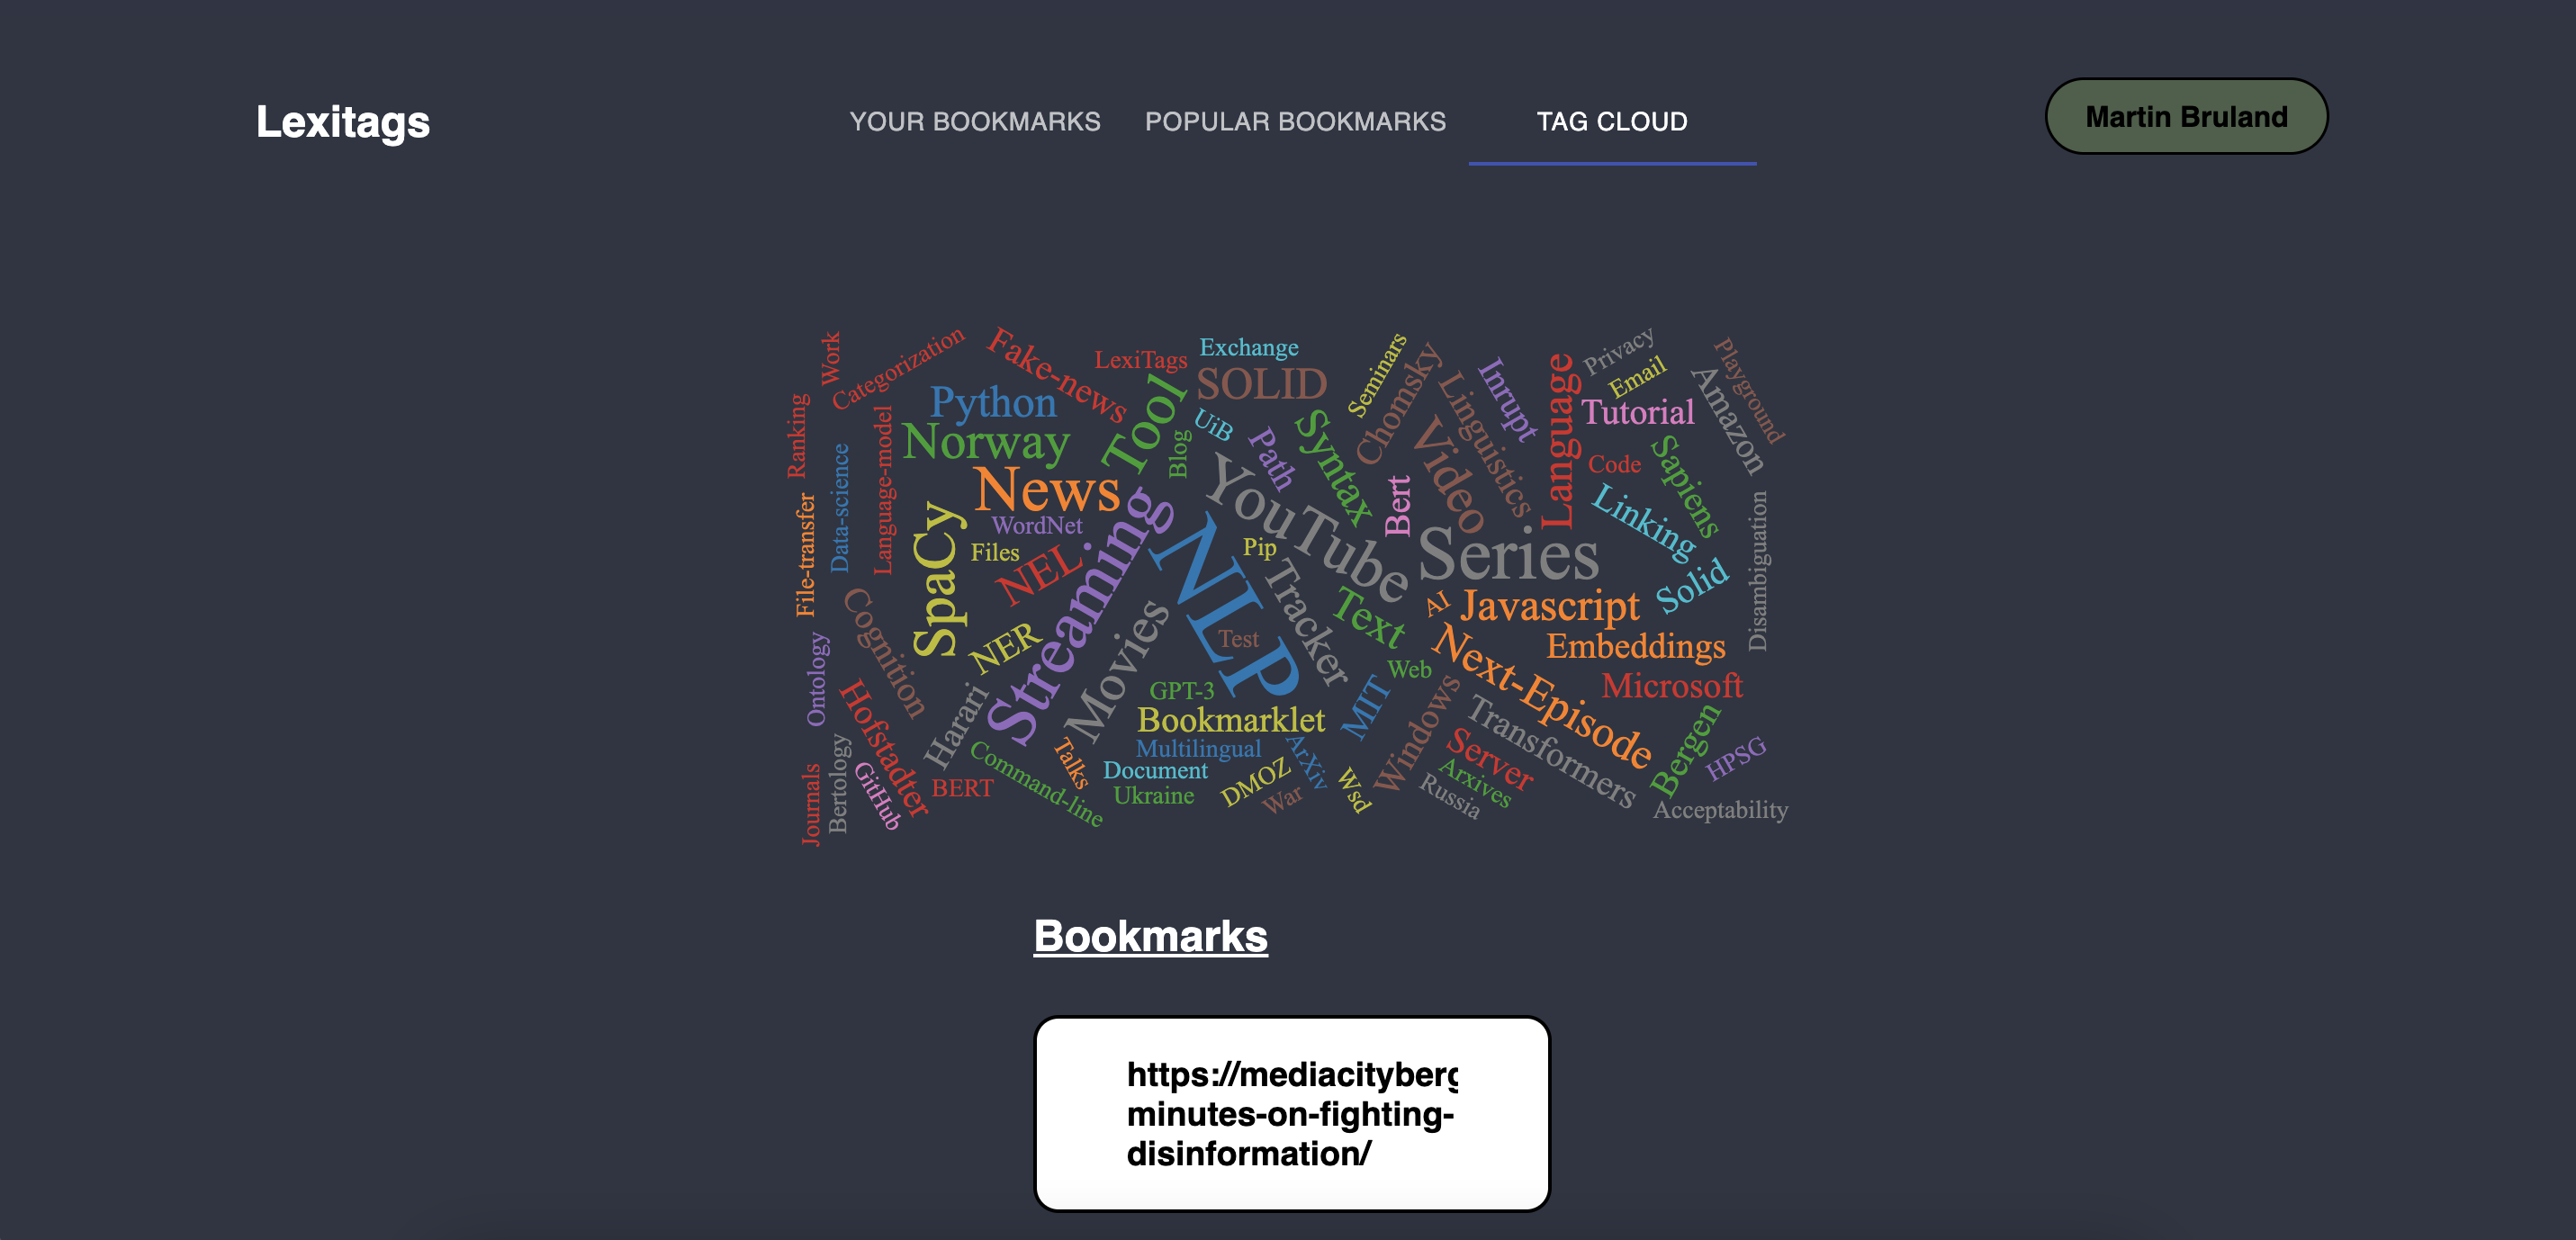 Lexitags
YOUR BOOKMARKS
POPULAR BOOKMARKS
TAG CLOUD
Martin Bruland
Work
Categorization
Fake-news
LexiTags
Exchange
SOLID
Seminars
Chomsky
Linguistics
Inrupt
Language
Privacy
Email
Tutorial
Playground
Amazon
Ranking
Python
Tool
UiB
Norway
Blog
Path
Syntax
Video
Code
Sapiens
Data-science
Language-model
News
YouTube
Bert
Linking
File-transfer
WordNet
SpaCy
Files
NEL
Streaming
NLP
Pip
Series
Disambiguation
Solid
Tracker
Text
AI
Javascript
Cognition
NER
Movies
Test
Next-Episode
Embeddings
Ontology
Web
Hofstadter
Harari
GPT-3
MIT
Windows
Microsoft
Bookmarklet
Transformers
Bergen
Multilingual
ArXiv
Server
HPSG
Journals
Bertology
GitHub
BERT
Command-line
Talks
Document
Ukraine
DMOZ
War
Wsd
Arxives
Russia
Acceptability
Bookmarks
https://mediacityberg
minutes-on-fighting-
disinformation/